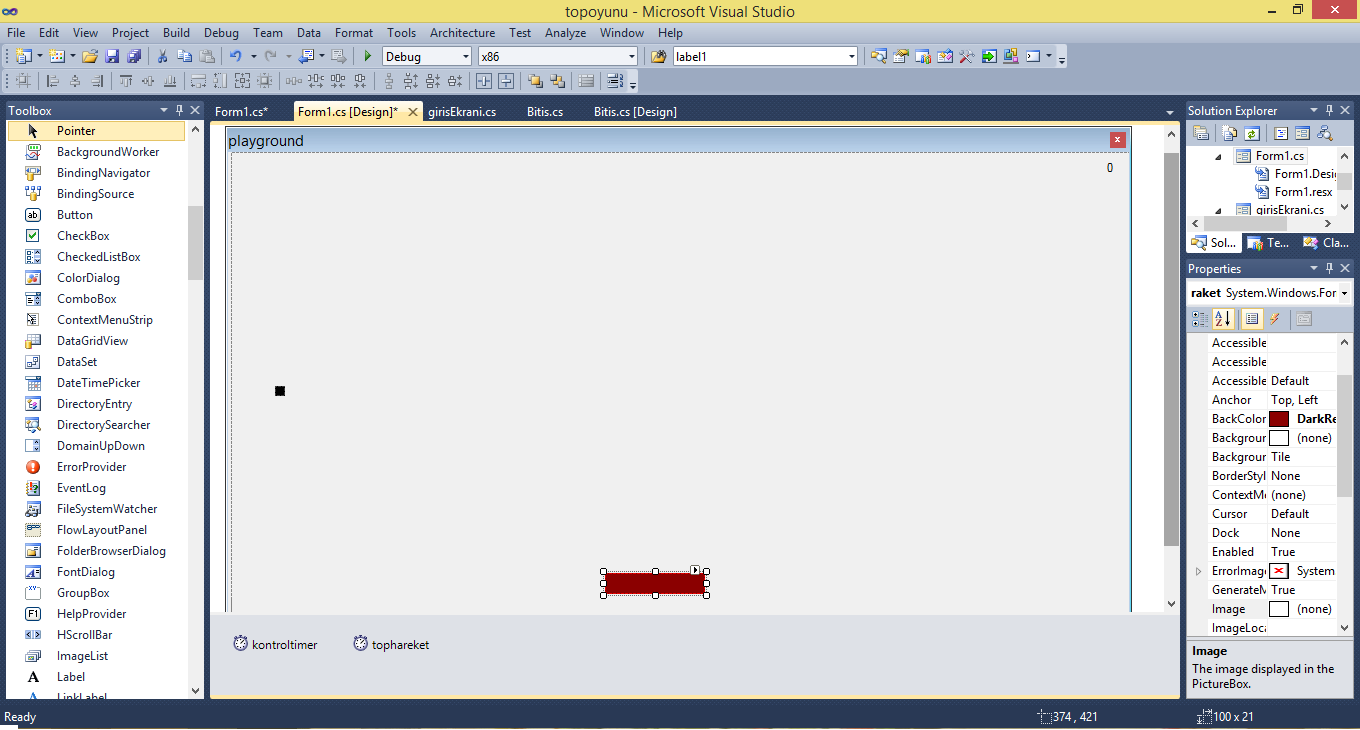 topoyunu - Microsoft Visual Studio
File Edit View Project Build Debug Team Data Format Tools Architecture Test Analyze Window Help
Debug x86 label1
Toolbox
Pointer
BackgroundWorker
BindingNavigator
BindingSource
Button
CheckBox
CheckedListBox
ColorDialog
ComboBox
ContextMenuStrip
DataGridView
DataSet
DateTimePicker
DirectoryEntry
DirectorySearcher
DomainUpDown
ErrorProvider
EventLog
FileSystemWatcher
FlowLayoutPanel
FolderBrowserDialog
FontDialog
GroupBox
HelpProvider
HScrollBar
ImageList
Label
LinkLabel
Form1.cs* Form1.cs [Design]* girisEkrani.cs Bitis.cs Bitis.cs [Design]
playground
0
kontroltimer tophareket
Solution Explorer
Form1.cs
Form1.Desi
Form1.resx
girisEkrani.cs
Sol... Te... Cla...
Properties
raket System.Windows.For
Accessible
Accessible
Accessible Default
Anchor Top, Left
BackColor DarkRe
Backgrour (none)
Backgrour Tile
BorderStyl None
ContextMe (none)
Cursor Default
Dock None
Enabled True
ErrorImage System
GenerateM True
Image (none)
ImageLoca
Image
The image displayed in the
PictureBox.
Ready 374 , 421 100 x 21